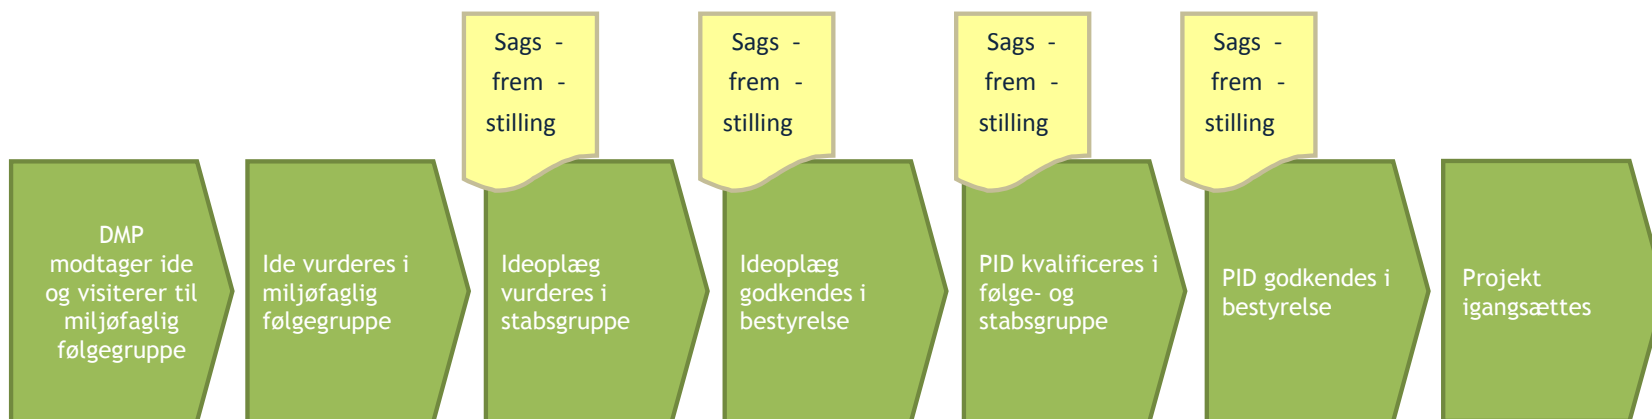 Sags -
frem -
stilling
Sags -
frem -
stilling
Sags -
frem -
stilling
Sags -
frem -
stilling
DMP
modtager ide
og visiterer til
miljøfaglig
følgegruppe
Ide vurderes i
miljøfaglig
følgegruppe
Ideoplæg
vurderes i
stabsgruppe
Ideoplæg
godkendes i
bestyrelse
PID kvalificeres i
følge- og
stabsgruppe
PID godkendes i
bestyrelse
Projekt
igangsættes